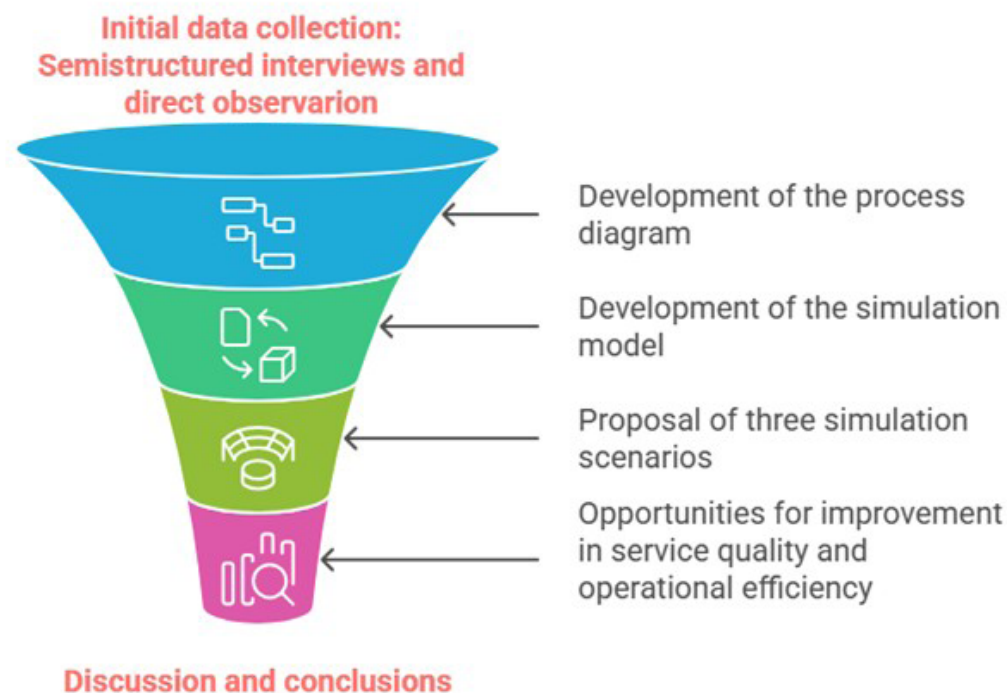 Initial data collection:
Semistructured interviews and
direct observarion
Development of the process
diagram
Development of the simulation
model
Proposal of three simulation
scenarios
Opportunities for improvement
in service quality and
operational efficiency
Discussion and conclusions